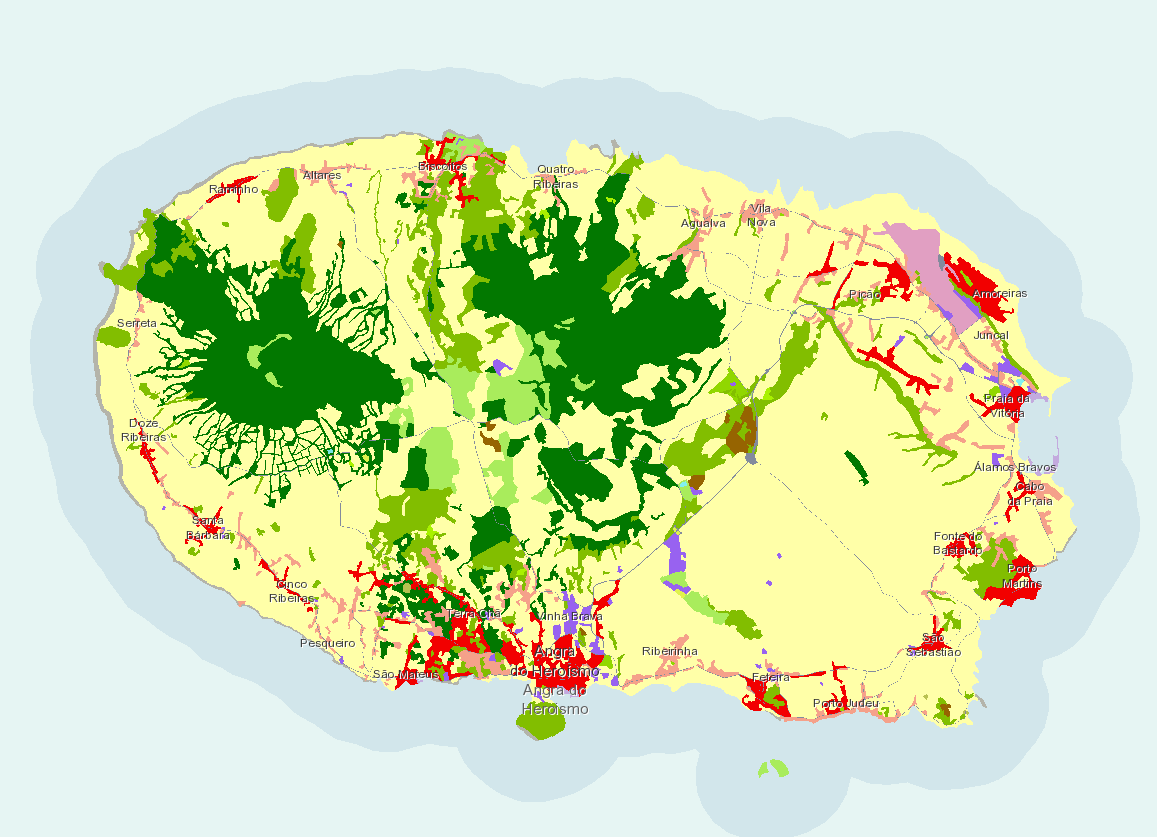 Biscoitos
Quatro
Ribeiras
Altares
Raminho
Agualva
Vila
Nova
Picão
Amoreiras
Serreta
Juncal
Praia da
Vitória
Doze
Ribeiras
Álamos Bravos
Cabo
da Praia
Santa
Bárbara
Fonte do
Bastardo
Porto
Martins
Cinco
Ribeiras
Terra Chã
Vinha Brava
Pesqueiro
Angra
do Heroísmo
Ribeirinha
São
Sebastião
São Mateus
Feteira
Angra do
Heroísmo
Porto Judeu